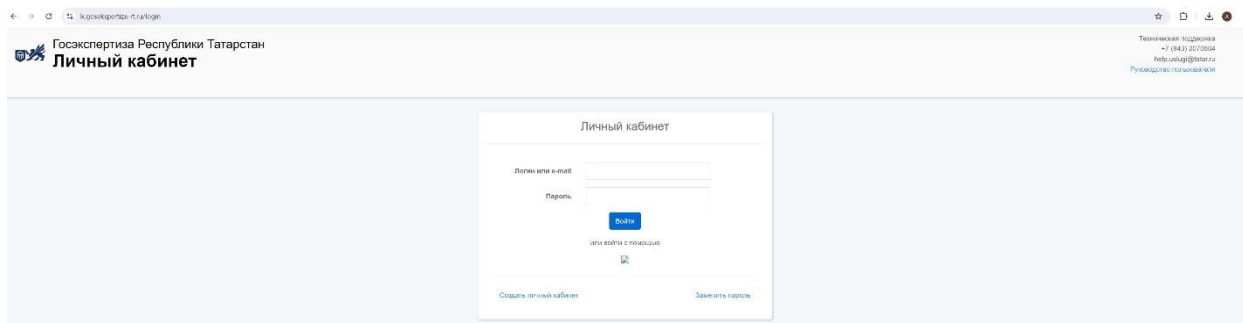 lk.gosekspertiza-rt.ru/login
Госэкспертиза Республики Татарстан
Личный кабинет
Техническая поддержка
+7 (843) 2070604
help.uslugi@tatar.ru
Руководство пользователя
Личный кабинет
Логин или e-mail
Пароль
Войти
или войти с помощью
Создать личный кабинет
Заменить пароль